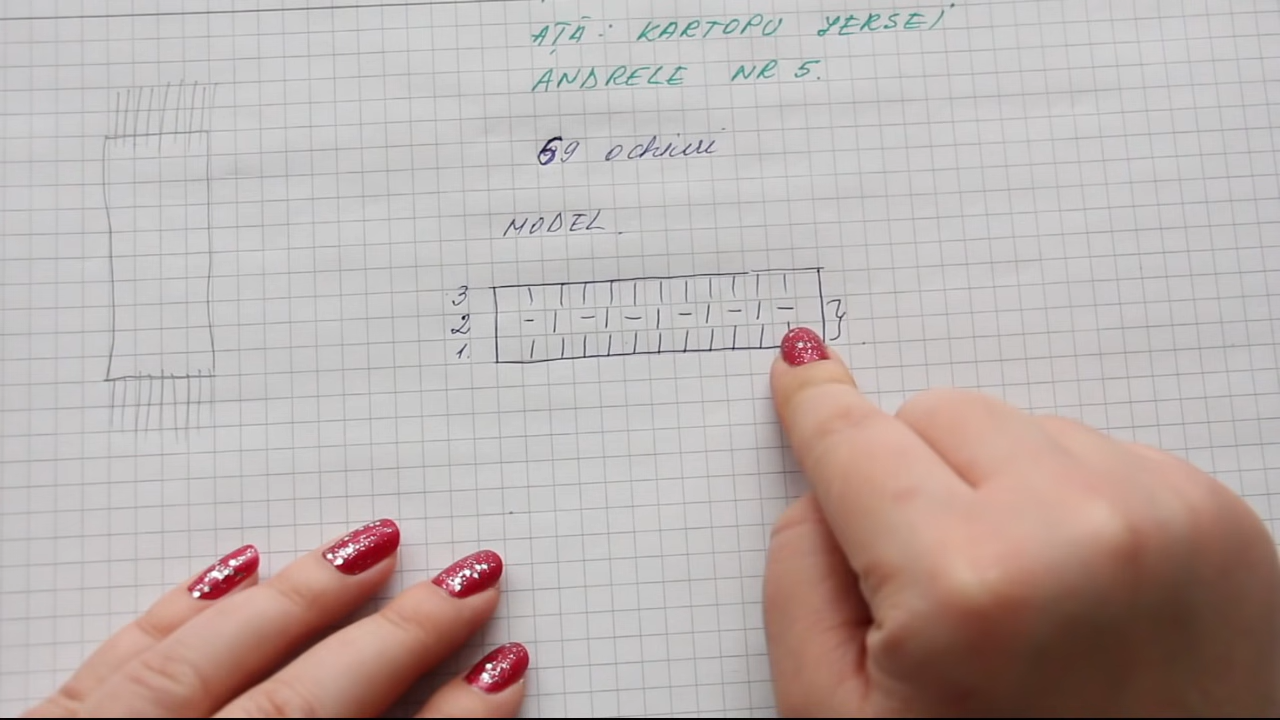 AȚĂ: KARTOPU YERSEI
ANDRELE NR 5.
69 ochiuri
MODEL.
3
2
1.